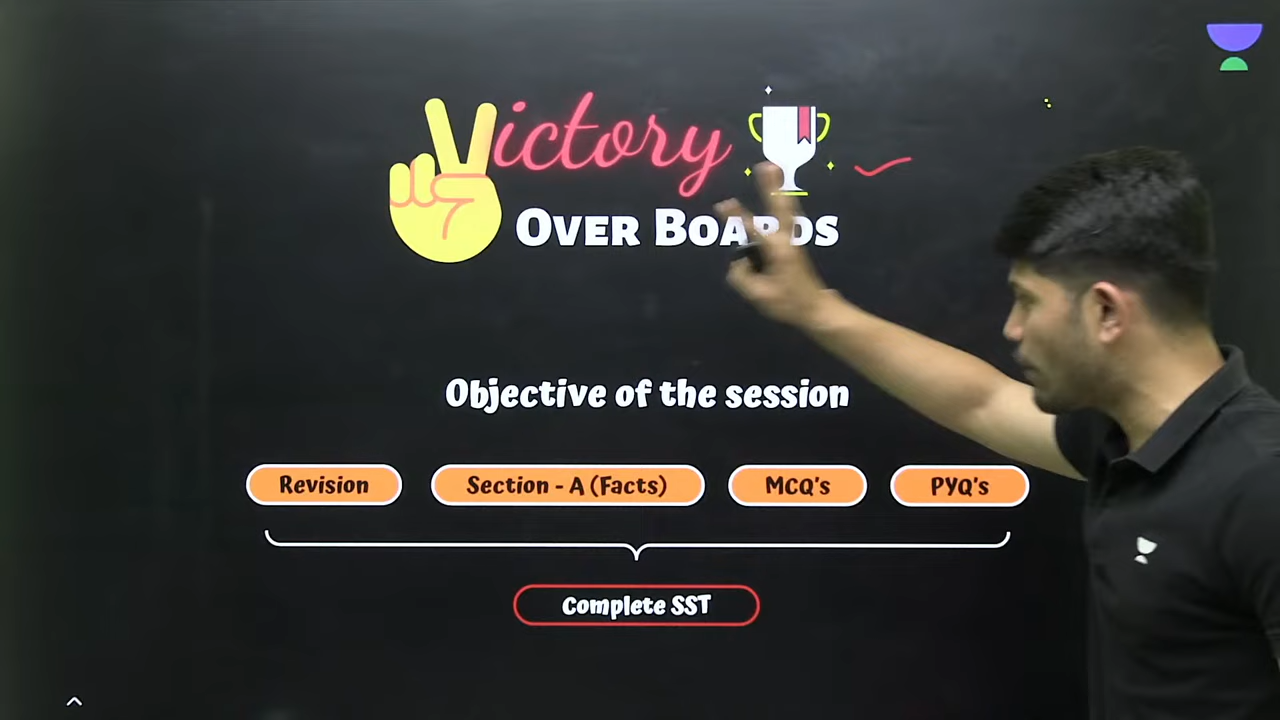 Victory
OVER BOARDS
Objective of the session
Revision
Section - A (Facts)
MCQ's
PYQ's
Complete SST